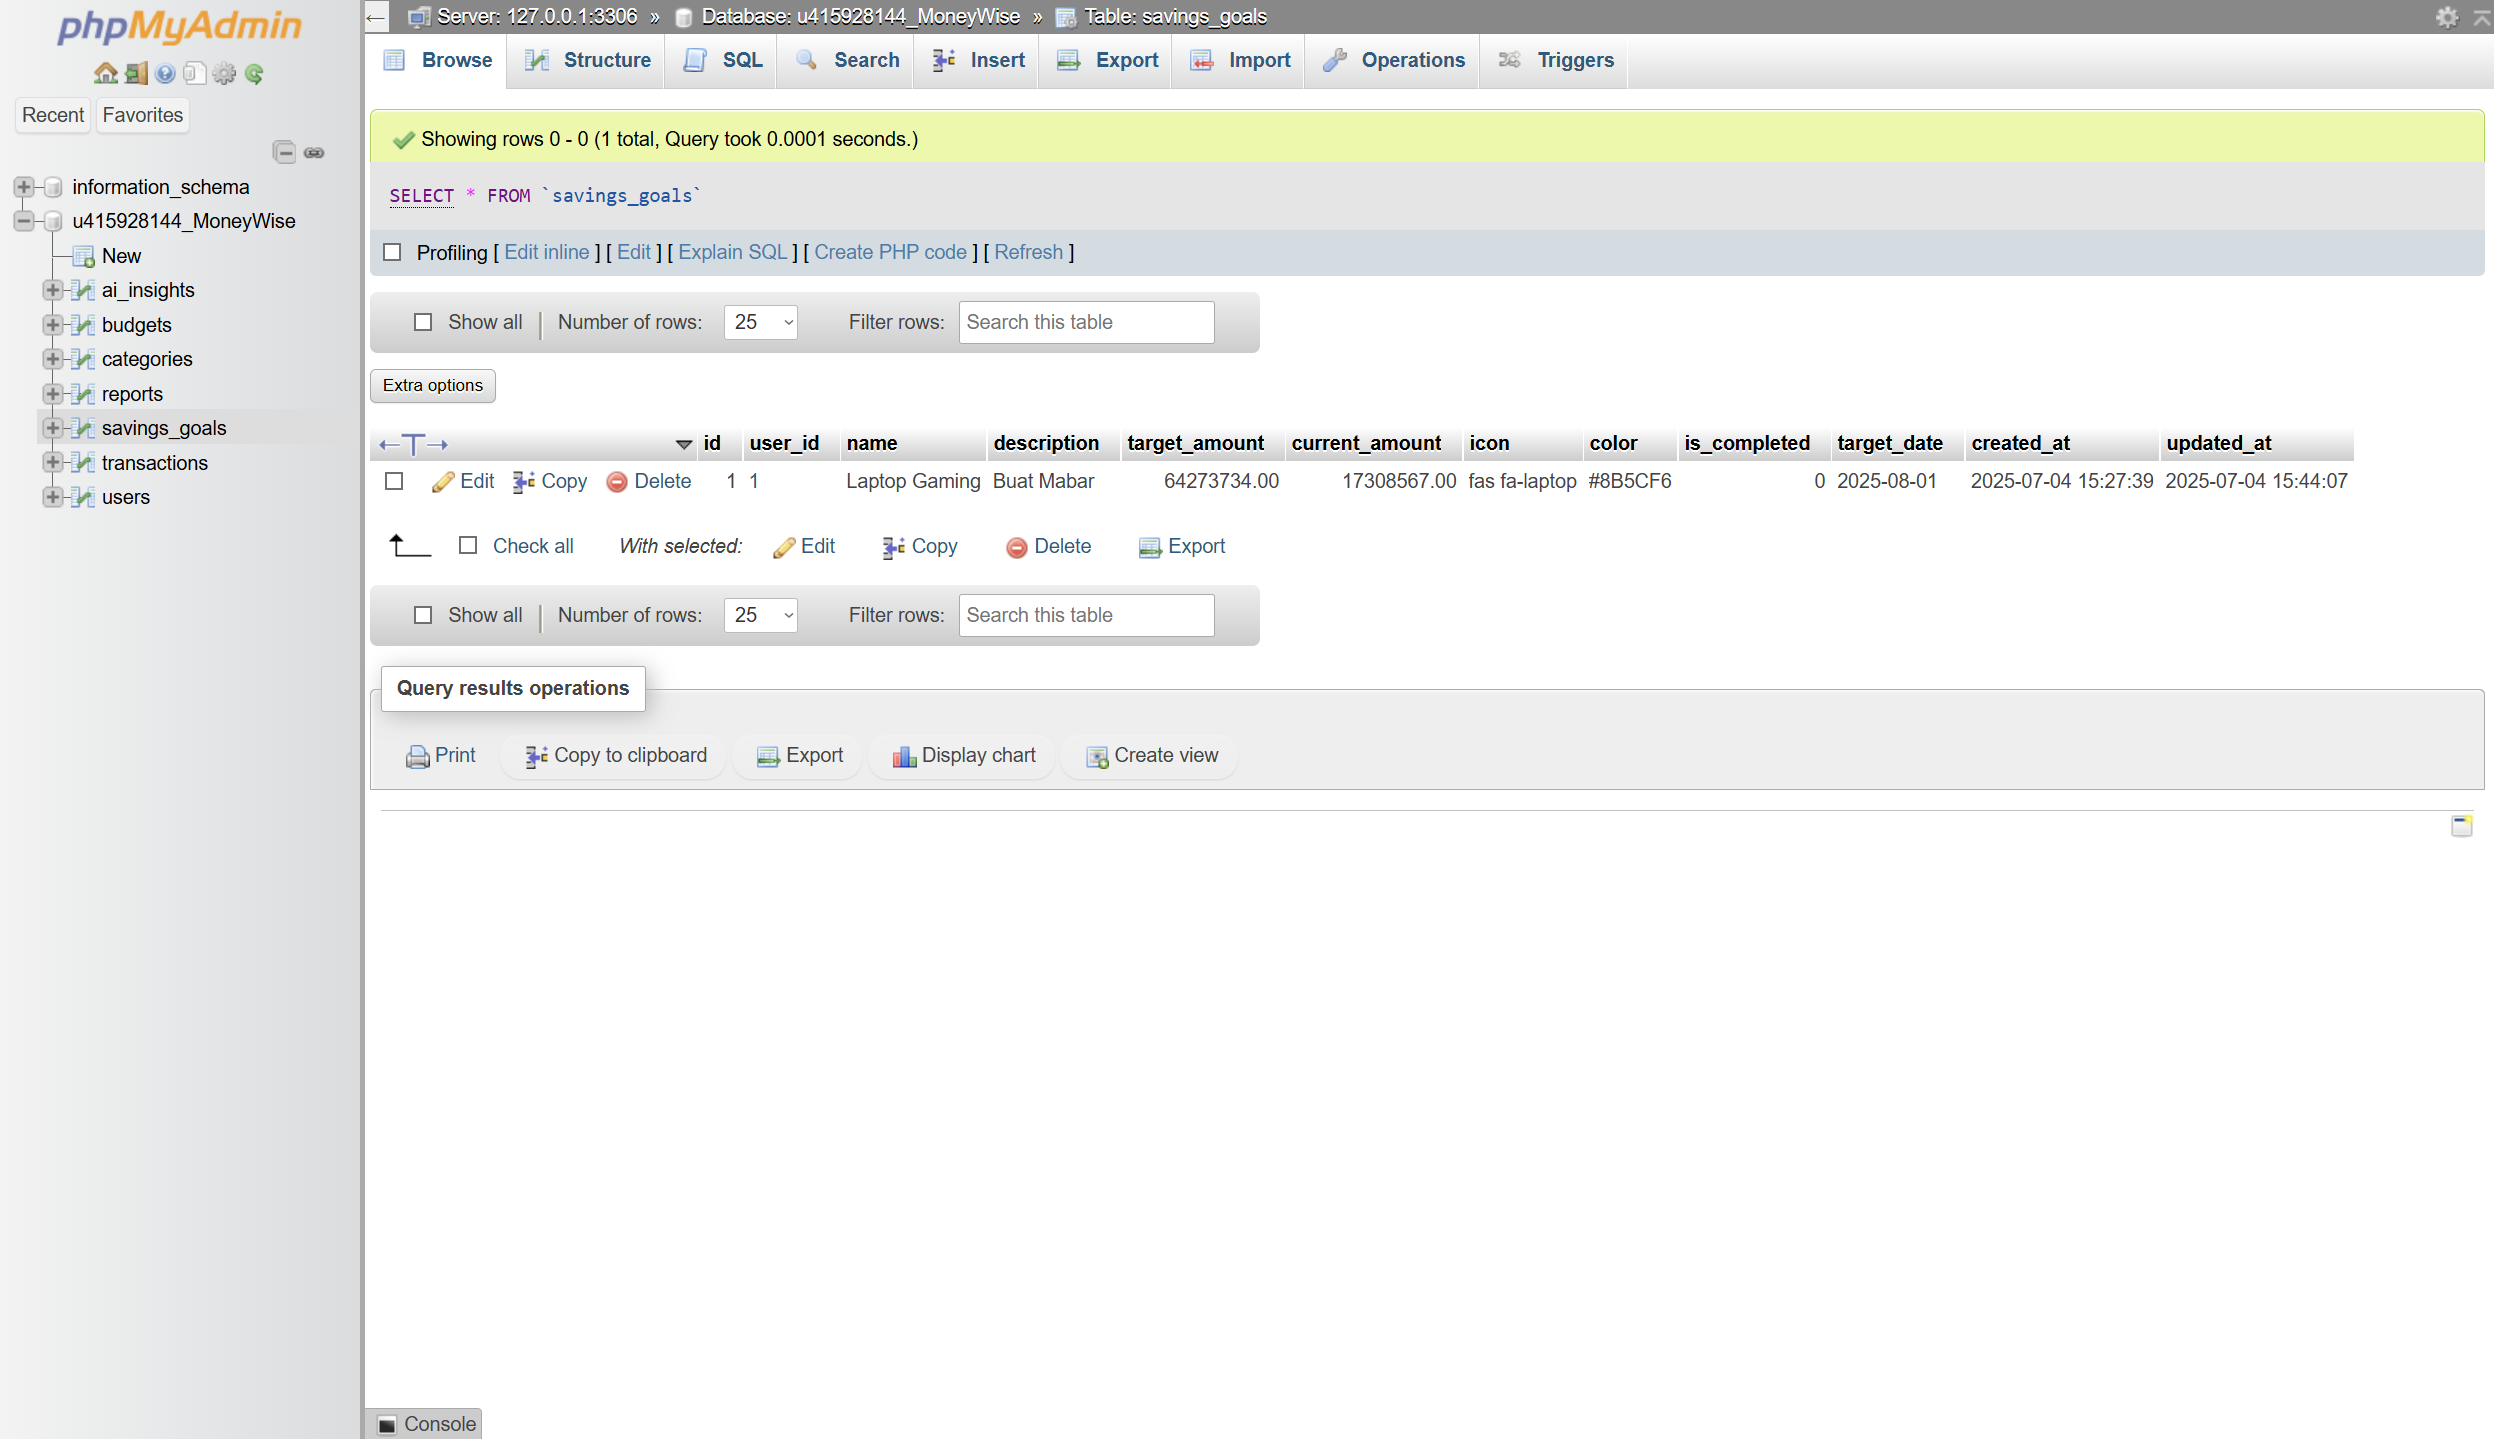 phpMyAdmin
Recent Favorites
information_schema
u415928144_MoneyWise
New
ai_insights
budgets
categories
reports
savings_goals
transactions
users
Server: 127.0.0.1:3306 » Database: u415928144_MoneyWise » Table: savings_goals
Browse Structure SQL Search Insert Export Import Operations Triggers
Showing rows 0 - 0 (1 total, Query took 0.0001 seconds.)
SELECT * FROM `savings_goals`
Profiling [ Edit inline ] [ Edit ] [ Explain SQL ] [ Create PHP code ] [ Refresh ]
Show all | Number of rows: 25 Filter rows: Search this table
Extra options
id user_id name description target_amount current_amount icon color is_completed target_date created_at updated_at
Edit Copy Delete 1 1 Laptop Gaming Buat Mabar 64273734.00 17308567.00 fas fa-laptop #8B5CF6 0 2025-08-01 2025-07-04 15:27:39 2025-07-04 15:44:07
Check all With selected: Edit Copy Delete Export
Show all | Number of rows: 25 Filter rows: Search this table
Query results operations
Print Copy to clipboard Export Display chart Create view
Console